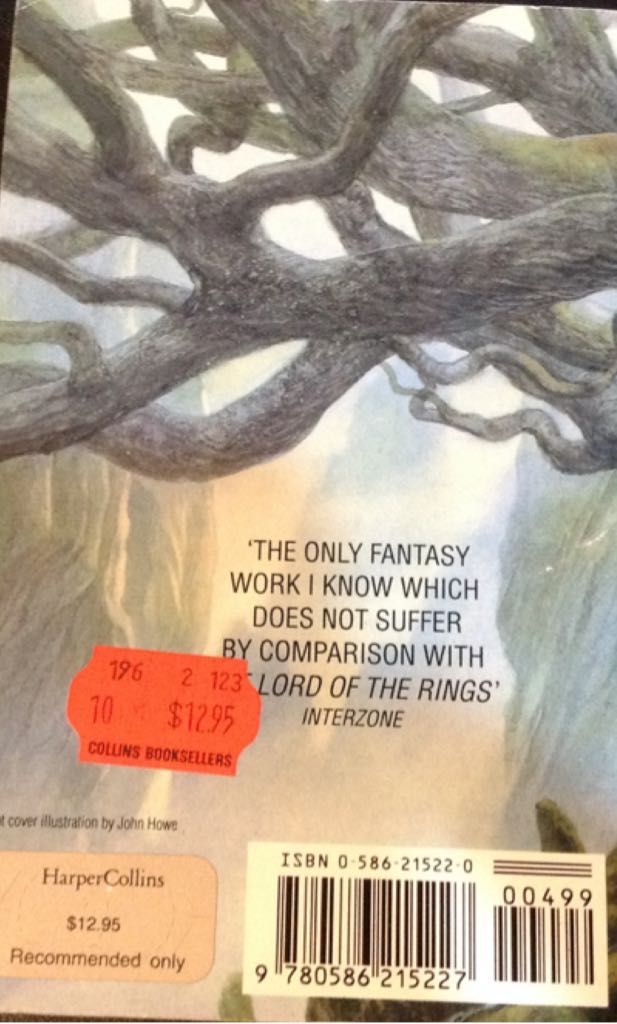 'THE ONLY FANTASY
WORK I KNOW WHICH
DOES NOT SUFFER
BY COMPARISON WITH
LORD OF THE RINGS'
INTERZONE
196 2 123
10 $12.95
COLLINS BOOKSELLERS
cover illustration by John Howe
HarperCollins
$12.95
Recommended only
ISBN 0-586-21522-0
00499
9 780586 215227